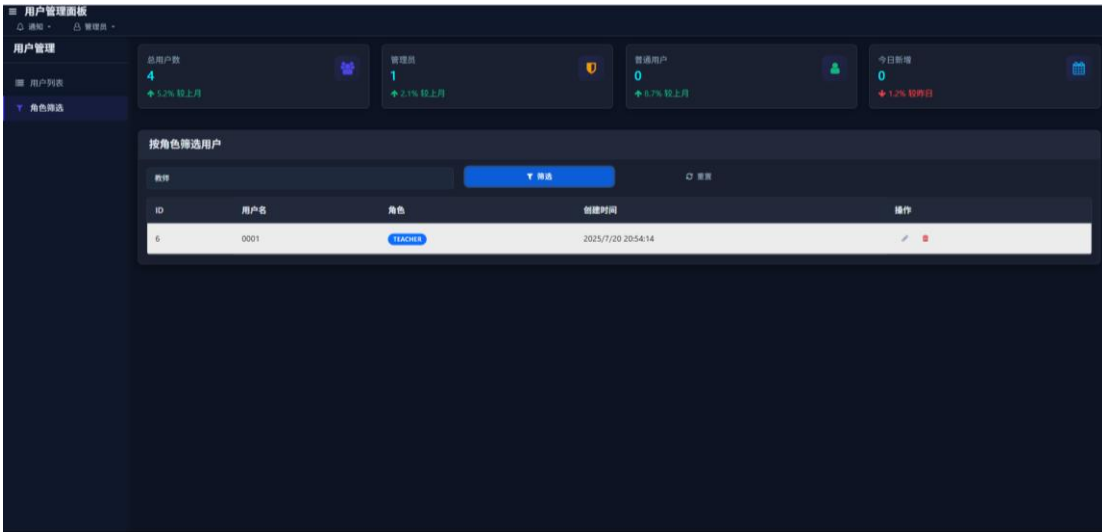 用户管理面板
通知 管理员
用户管理
用户列表
角色筛选
总用户数
4
5.2% 较上月
管理员
1
2.1% 较上月
普通用户
0
8.7% 较上月
今日新增
0
1.2% 较昨日
按角色筛选用户
教师 筛选 重置
ID 用户名 角色 创建时间 操作
6 0001 TEACHER 2025/7/20 20:54:14